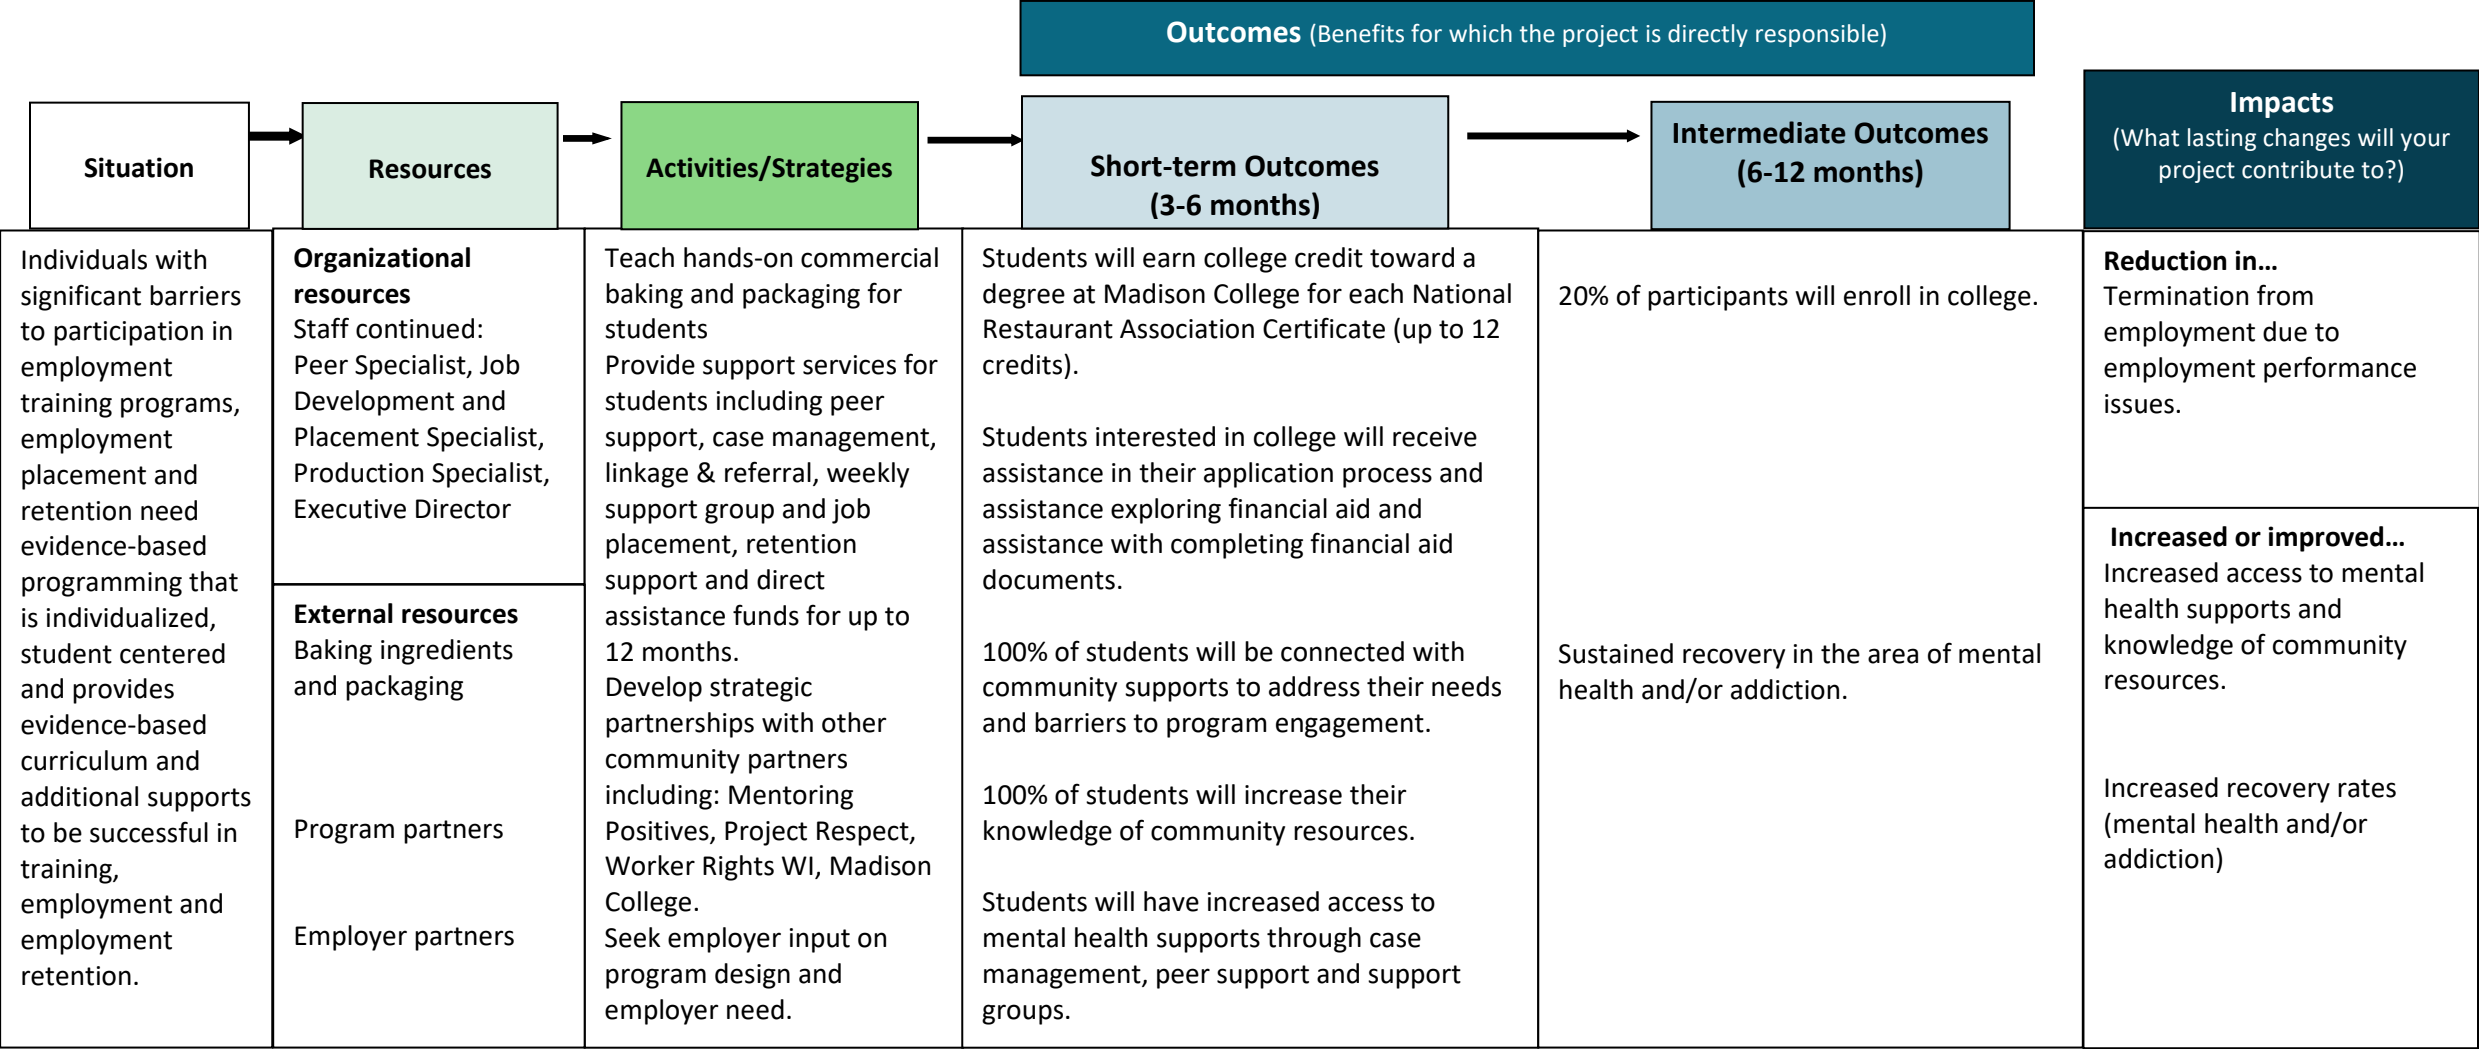 Outcomes (Benefits for which the project is directly responsible)
Situation
Resources
Activities/Strategies
Short-term Outcomes
(3-6 months)
Intermediate Outcomes
(6-12 months)
Impacts
(What lasting changes will your
project contribute to?)
Individuals with
significant barriers
to participation in
employment
training programs,
employment
placement and
retention need
evidence-based
programming that
is individualized,
student centered
and provides
evidence-based
curriculum and
additional supports
to be successful in
training,
employment and
employment
retention.
Organizational
resources
Staff continued:
Peer Specialist, Job
Development and
Placement Specialist,
Production Specialist,
Executive Director
External resources
Baking ingredients
and packaging
Program partners
Employer partners
Teach hands-on commercial
baking and packaging for
students
Provide support services for
students including peer
support, case management,
linkage & referral, weekly
support group and job
placement, retention
support and direct
assistance funds for up to
12 months.
Develop strategic
partnerships with other
community partners
including: Mentoring
Positives, Project Respect,
Worker Rights WI, Madison
College.
Seek employer input on
program design and
employer need.
Students will earn college credit toward a
degree at Madison College for each National
Restaurant Association Certificate (up to 12
credits).
Students interested in college will receive
assistance in their application process and
assistance exploring financial aid and
assistance with completing financial aid
documents.
100% of students will be connected with
community supports to address their needs
and barriers to program engagement.
100% of students will increase their
knowledge of community resources.
Students will have increased access to
mental health supports through case
management, peer support and support
groups.
20% of participants will enroll in college.
Sustained recovery in the area of mental
health and/or addiction.
Reduction in…
Termination from
employment due to
employment performance
issues.
Increased or improved…
Increased access to mental
health supports and
knowledge of community
resources.
Increased recovery rates
(mental health and/or
addiction)